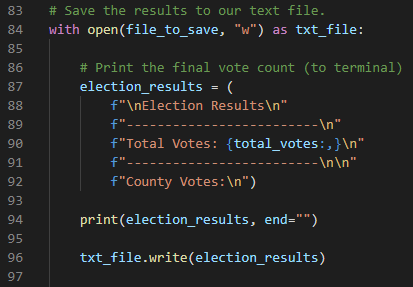 83 # Save the results to our text file.
84 with open(file_to_save, "w") as txt_file:
85
86     # Print the final vote count (to terminal)
87     election_results = (
88         f"\nElection Results\n"
89         f"-------------------------\n"
90         f"Total Votes: {total_votes:,}\n"
91         f"-------------------------\n\n"
92         f"County Votes:\n")
93
94     print(election_results, end="")
95
96     txt_file.write(election_results)
97